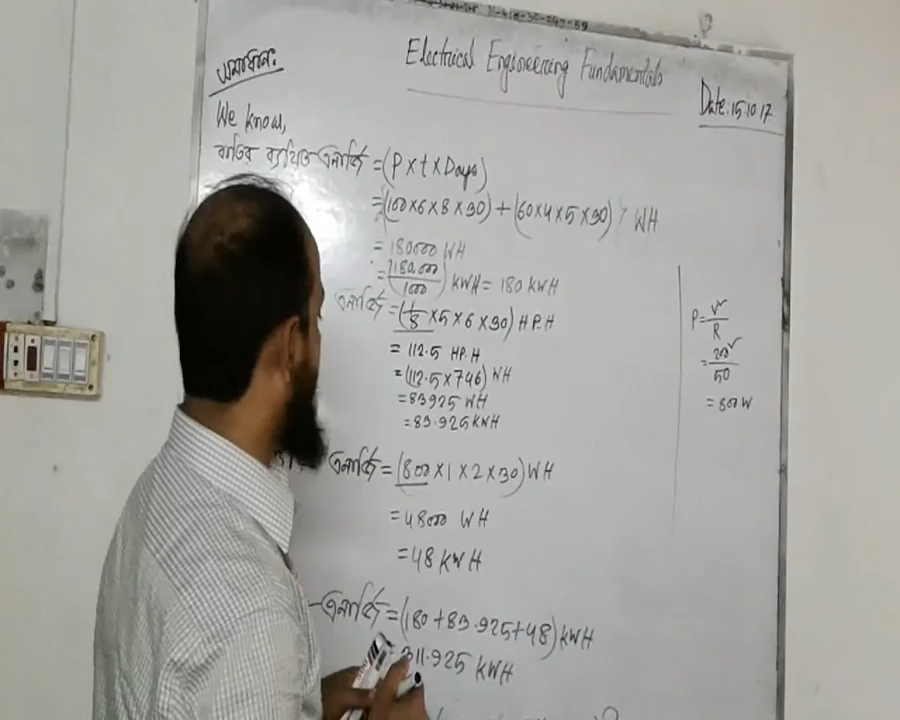 Electrical Engineering Fundamentals
Date: 15.10.17
সমাধান:
We know,
বাতির ব্যয়িত এনার্জি = (P x t x Days)
= (100×6×8×30) + (60×4×5×30) WH
= 180000 WH
= (180,000 / 1000) KWH = 180 KWH
এনার্জি = (1/8 ×5×6×30) H.P.H
= 112.5 HP.H
= (112.5×746) WH
= 83925 WH
= 83.925 KWH
এনার্জি = (800 ×1×2×30) WH
= 48000 WH
= 48 KWH
এনার্জি = (180 + 83.925 + 48) KWH
= 311.925 KWH
P = V² / R
= 200² / 50
= 800 W